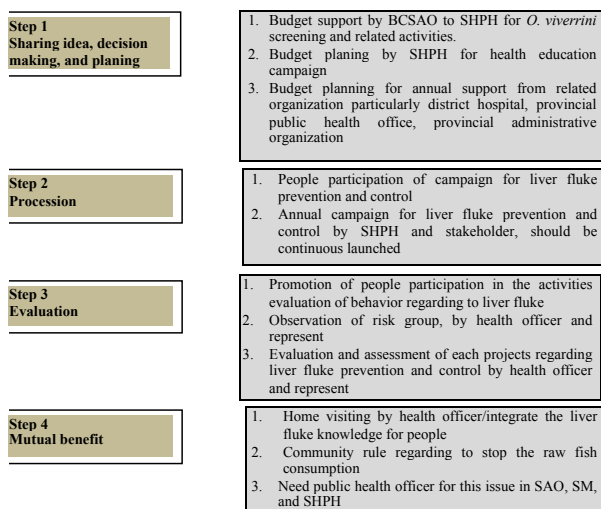 Step 1
Sharing idea, decision
making, and planing
1. Budget support by BCSAO to SHPH for O. viverrini
screening and related activities.
2. Budget planing by SHPH for health education
campaign
3. Budget planning for annual support from related
organization particularly district hospital, provincial
public health office, provincial administrative
organization
Step 2
Procession
1. People participation of campaign for liver fluke
prevention and control
2. Annual campaign for liver fluke prevention and
control by SHPH and stakeholder, should be
continuous launched
Step 3
Evaluation
1. Promotion of people participation in the activities
evaluation of behavior regarding to liver fluke
2. Observation of risk group, by health officer and
represent
3. Evaluation and assessment of each projects regarding
liver fluke prevention and control by health officer
and represent
Step 4
Mutual benefit
1. Home visiting by health officer/integrate the liver
fluke knowledge for people
2. Community rule regarding to stop the raw fish
consumption
3. Need public health officer for this issue in SAO, SM,
and SHPH